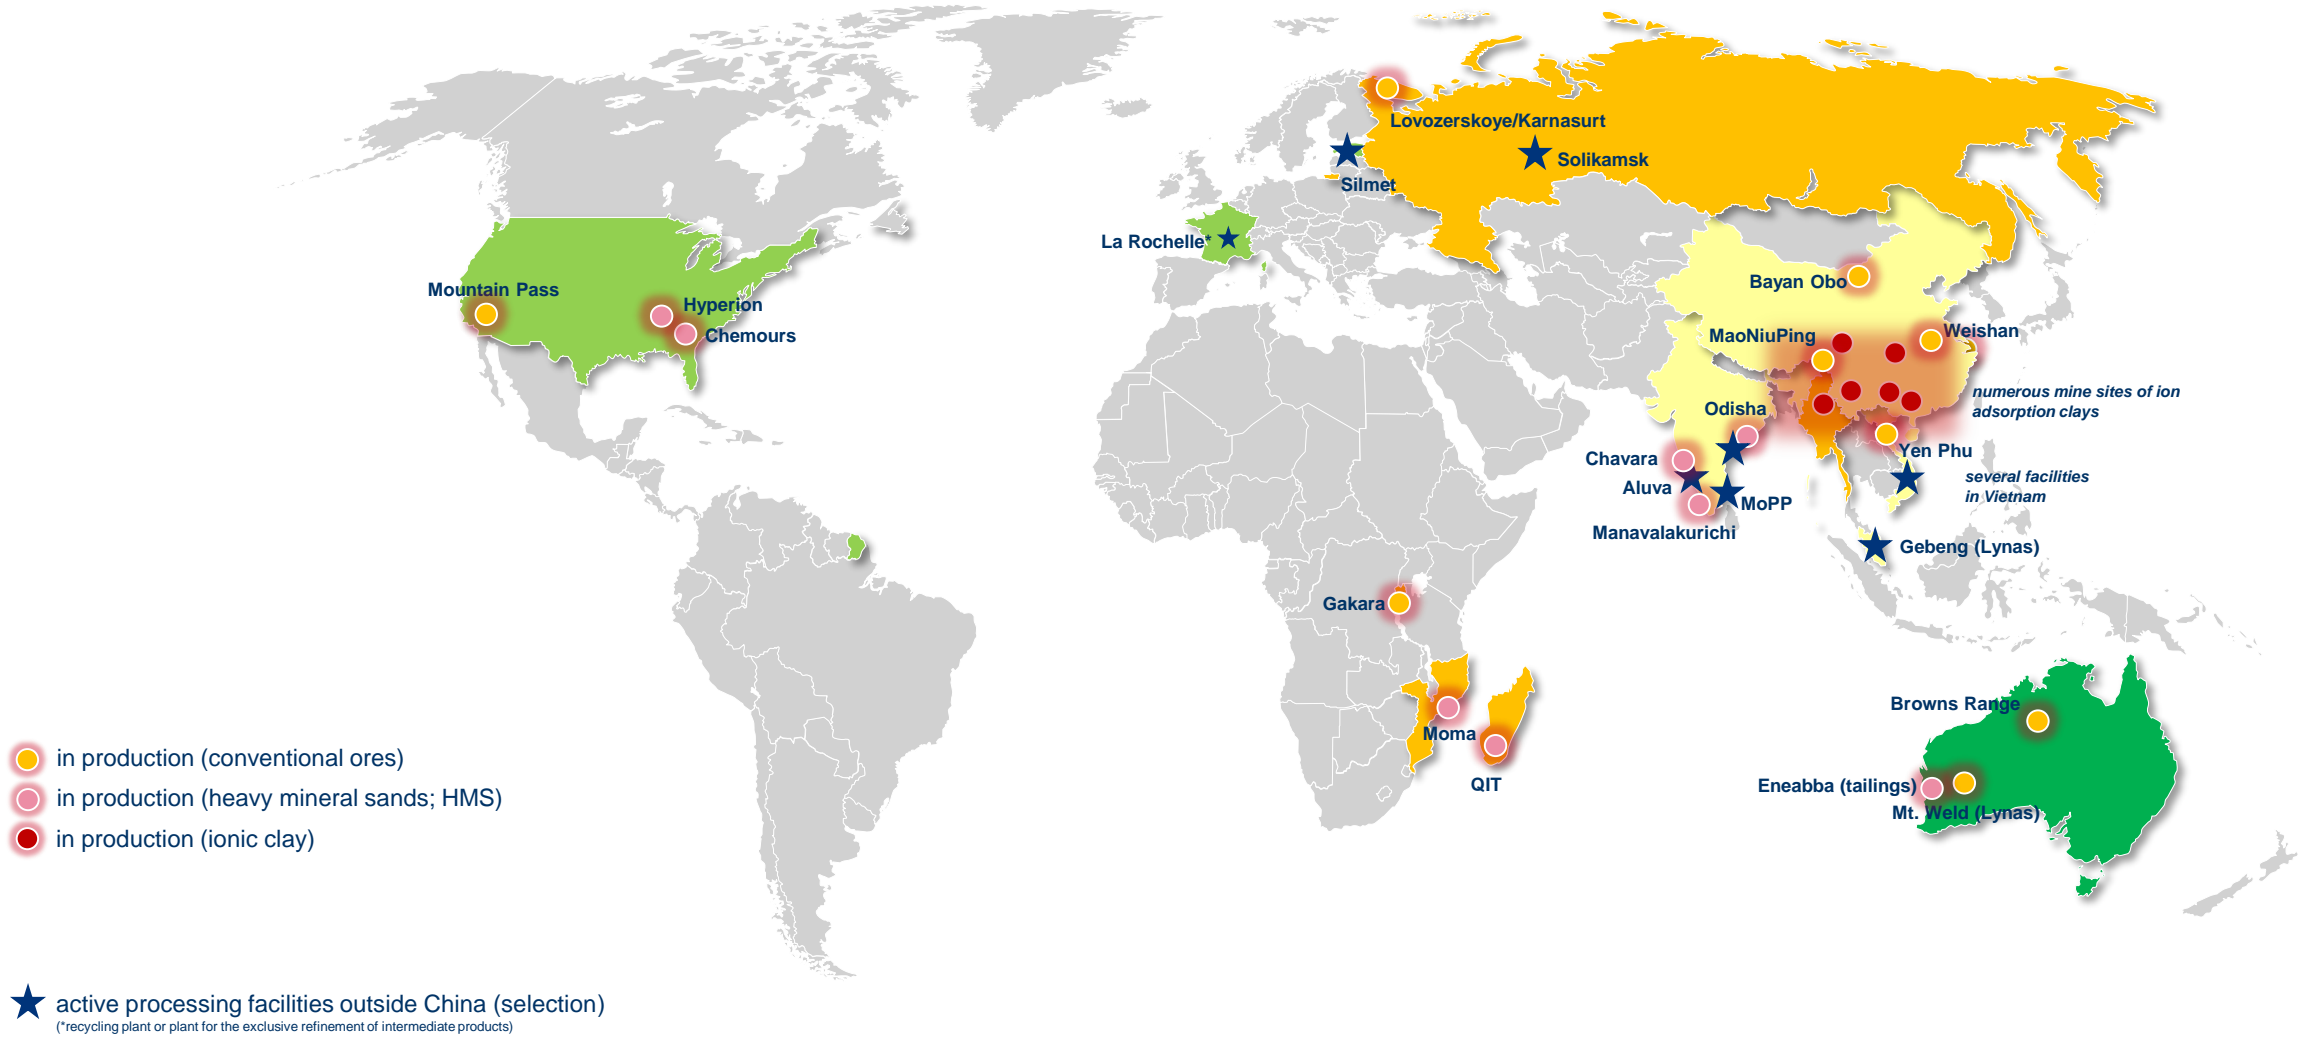 Lovozerskoye/Karnasurt
Solikamsk
Silmet
La Rochelle*
Mountain Pass
Hyperion
Chemours
Bayan Obo
MaoNiuPing
Weishan
numerous mine sites of ion
adsorption clays
Odisha
Yen Phu
Chavara
several facilities
in Vietnam
Aluva
MoPP
Manavalakurichi
Gebeng (Lynas)
Gakara
Moma
QIT
Browns Range
Eneabba (tailings)
Mt. Weld (Lynas)
in production (conventional ores)
in production (heavy mineral sands; HMS)
in production (ionic clay)
active processing facilities outside China (selection)
(*recycling plant or plant for the exclusive refinement of intermediate products)